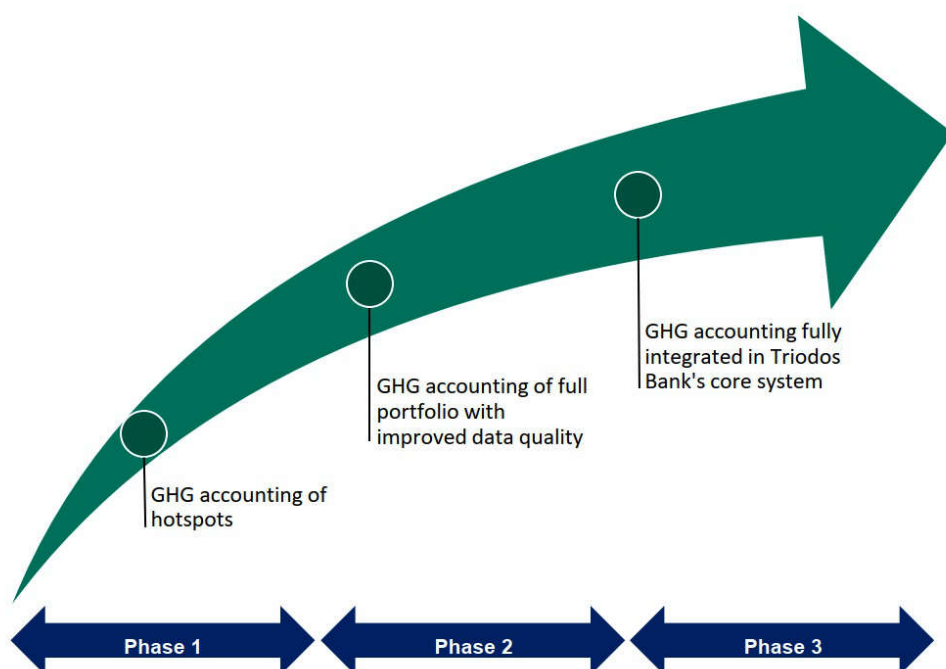 GHG accounting fully
integrated in Triodos
Bank's core system
GHG accounting of full
portfolio with
improved data quality
GHG accounting of
hotspots
Phase 1
Phase 2
Phase 3